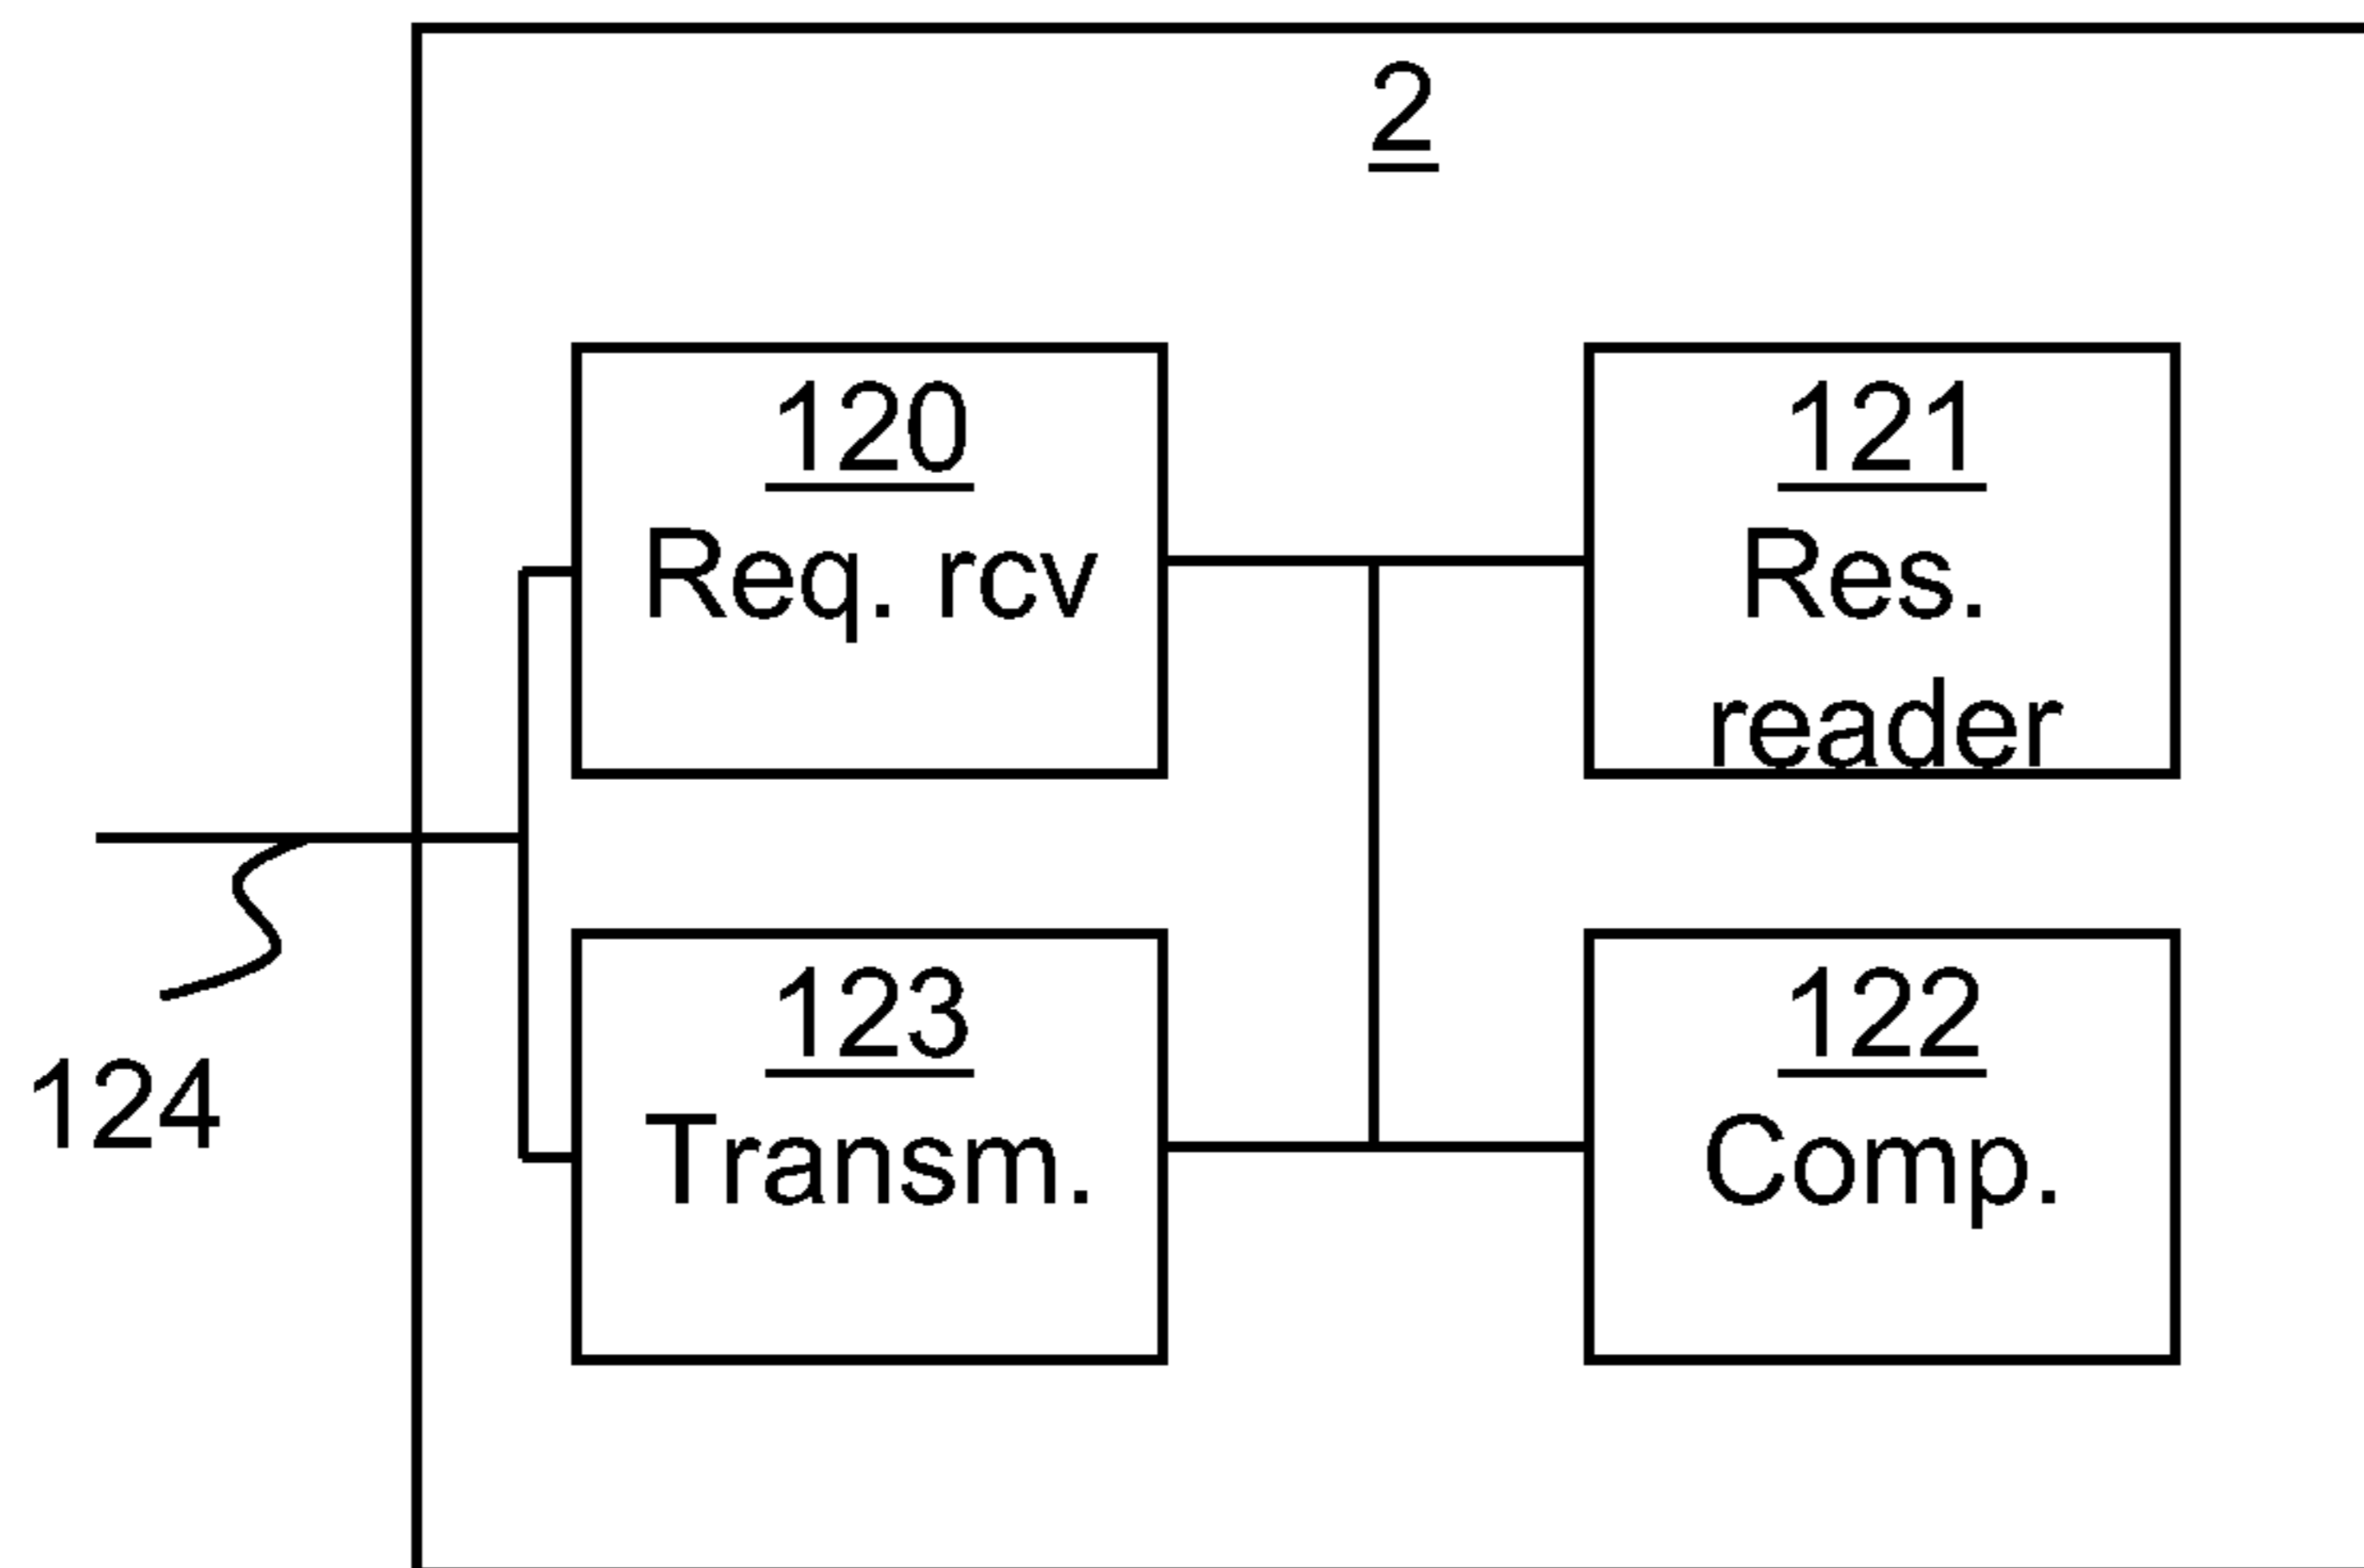 2
120
Req. rcv
121
Res.
reader
123
Transm.
122
Comp.
124